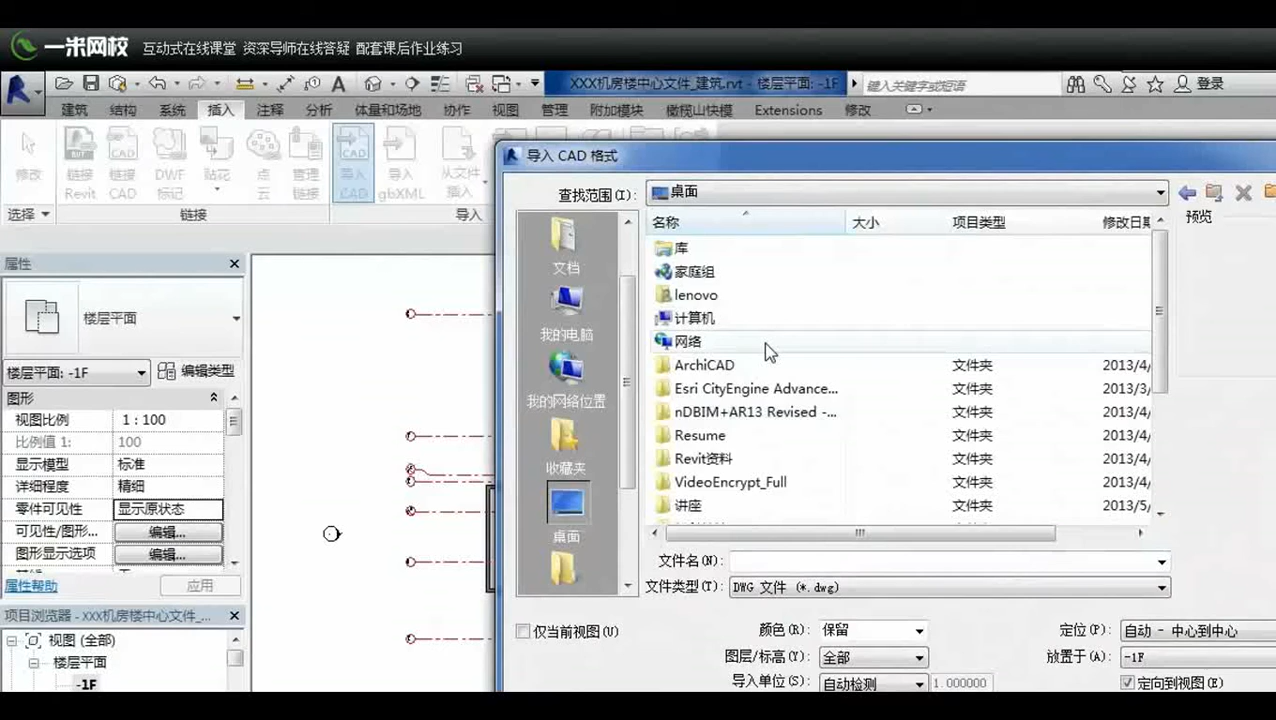 一米网校 互动式在线课堂 资深导师在线答疑 配套课后作业练习
XXX机房楼中心文件_建筑.rvt - 楼层平面: -1F
键入关键字或短语
登录
建筑 结构 系统 插入 注释 分析 体量和场地 协作 视图 管理 附加模块 橄榄山快模 Extensions 修改
修改
链接 Revit
链接 CAD
DWF 标记
贴花
点 云
管理 链接
导入 CAD
导入 gbXML
从文件 插入
选择
链接
导入
属性
楼层平面
楼层平面: -1F
编辑类型
图形
视图比例 1 : 100
比例值 1: 100
显示模型 标准
详细程度 精细
零件可见性 显示原状态
可见性/图形... 编辑...
图形显示选项 编辑...
属性帮助
应用
项目浏览器 - XXX机房楼中心文件_...
视图 (全部)
楼层平面
-1F
导入 CAD 格式
查找范围(I): 桌面
预览
文档
我的电脑
我的网络位置
收藏夹
桌面
名称 大小 项目类型 修改日期
库
家庭组
lenovo
计算机
网络
ArchiCAD 文件夹 2013/4/
Esri CityEngine Advance... 文件夹 2013/4/
nDBIM+AR13 Revised -... 文件夹 2013/4/
Resume 文件夹 2013/4/
Revit资料 文件夹 2013/4/
VideoEncrypt_Full 文件夹 2013/4/
讲座 文件夹 2013/5/
文件名(N):
文件类型(T): DWG 文件 (*.dwg)
仅当前视图(U)
颜色(R): 保留
定位(P): 自动 - 中心到中心
图层/标高(Y): 全部
放置于(A): -1F
导入单位(S): 自动检测 1.000000
定向到视图(E)